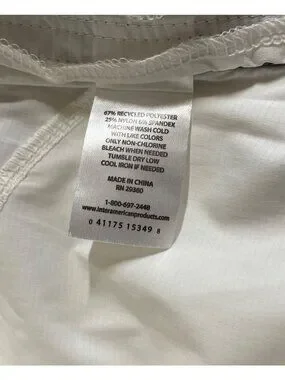 67% RECYCLED POLYESTER
25% NYLON 6% SPANDEX
MACHINE WASH COLD
WITH LIKE COLORS
ONLY NON-CHLORINE
BLEACH WHEN NEEDED
TUMBLE DRY LOW
COOL IRON IF NEEDED
MADE IN CHINA
RN 29380
1-800-697-2448
www.interamericanproducts.com
0 41175 15349 8